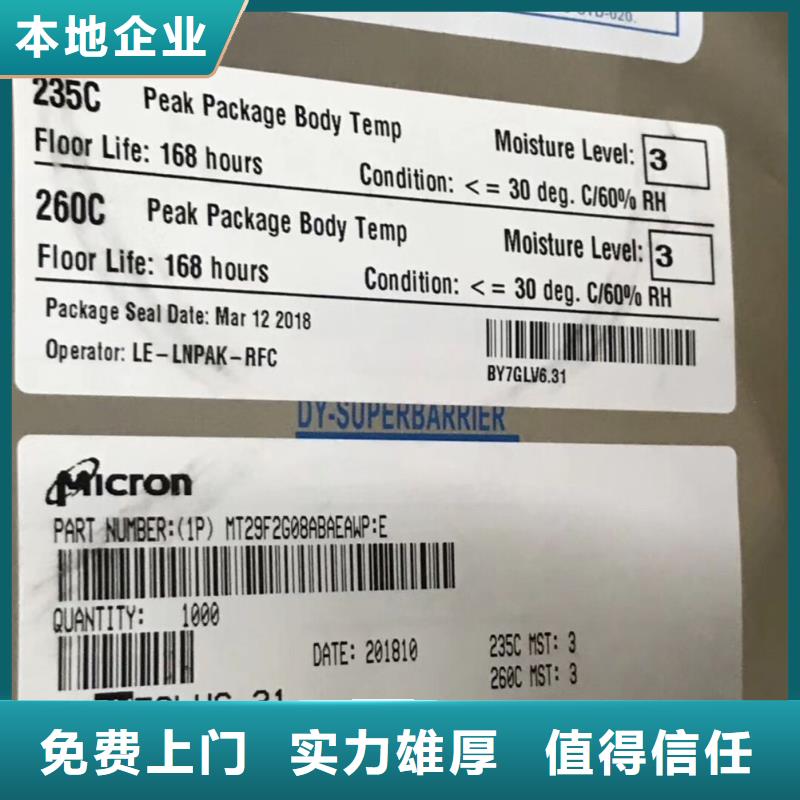 本地企业
235C Peak Package Body Temp Moisture Level: 3
Floor Life: 168 hours Condition: <= 30 deg. C/60% RH
260C Peak Package Body Temp Moisture Level: 3
Floor Life: 168 hours Condition: <= 30 deg. C/60% RH
Package Seal Date: Mar 12 2018
Operator: LE-LNPAK-RFC
BY7GLV6.31
DY-SUPERBARRIER
Micron
PART NUMBER:(1P) MT29F2G08ABAEAWP:E
QUANTITY: 1000
DATE: 201810 235C MST: 3
260C MST: 3
免费上门 实力雄厚 值得信任